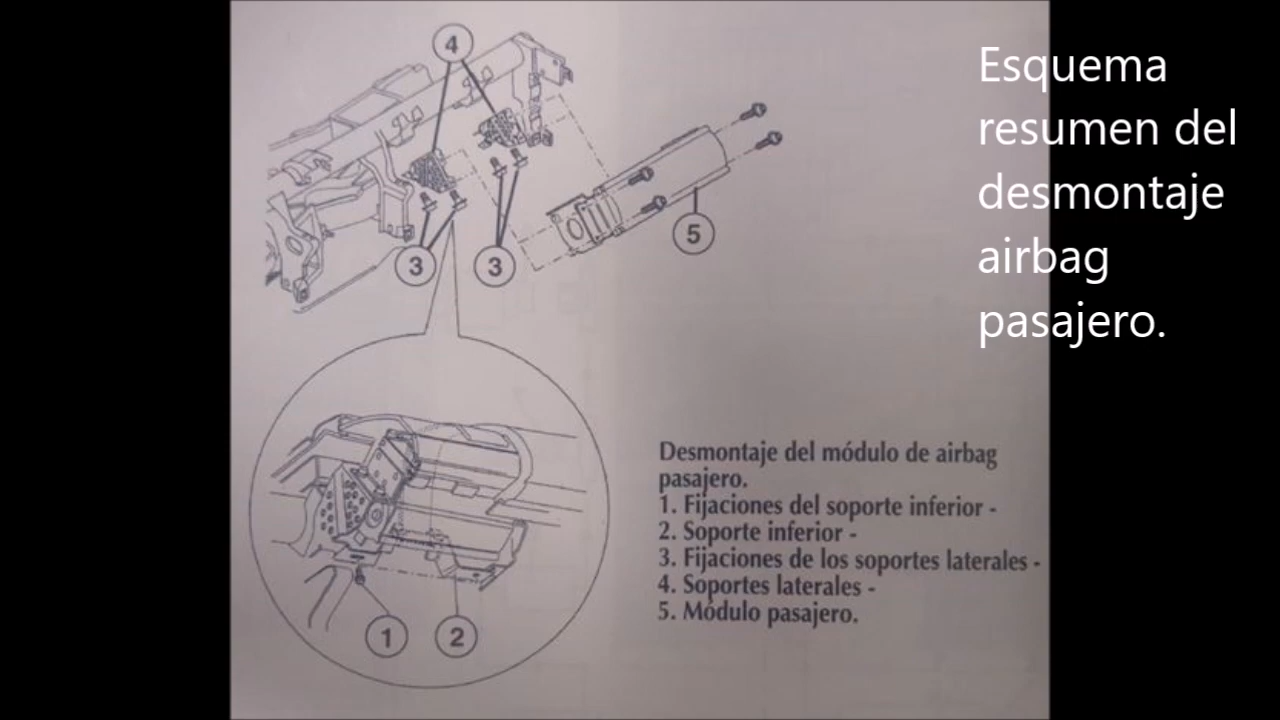 Esquema
resumen del
desmontaje
airbag
pasajero.
4
3
3
5
1
2
Desmontaje del módulo de airbag
pasajero.
1. Fijaciones del soporte inferior -
2. Soporte inferior -
3. Fijaciones de los soportes laterales -
4. Soportes laterales -
5. Módulo pasajero.